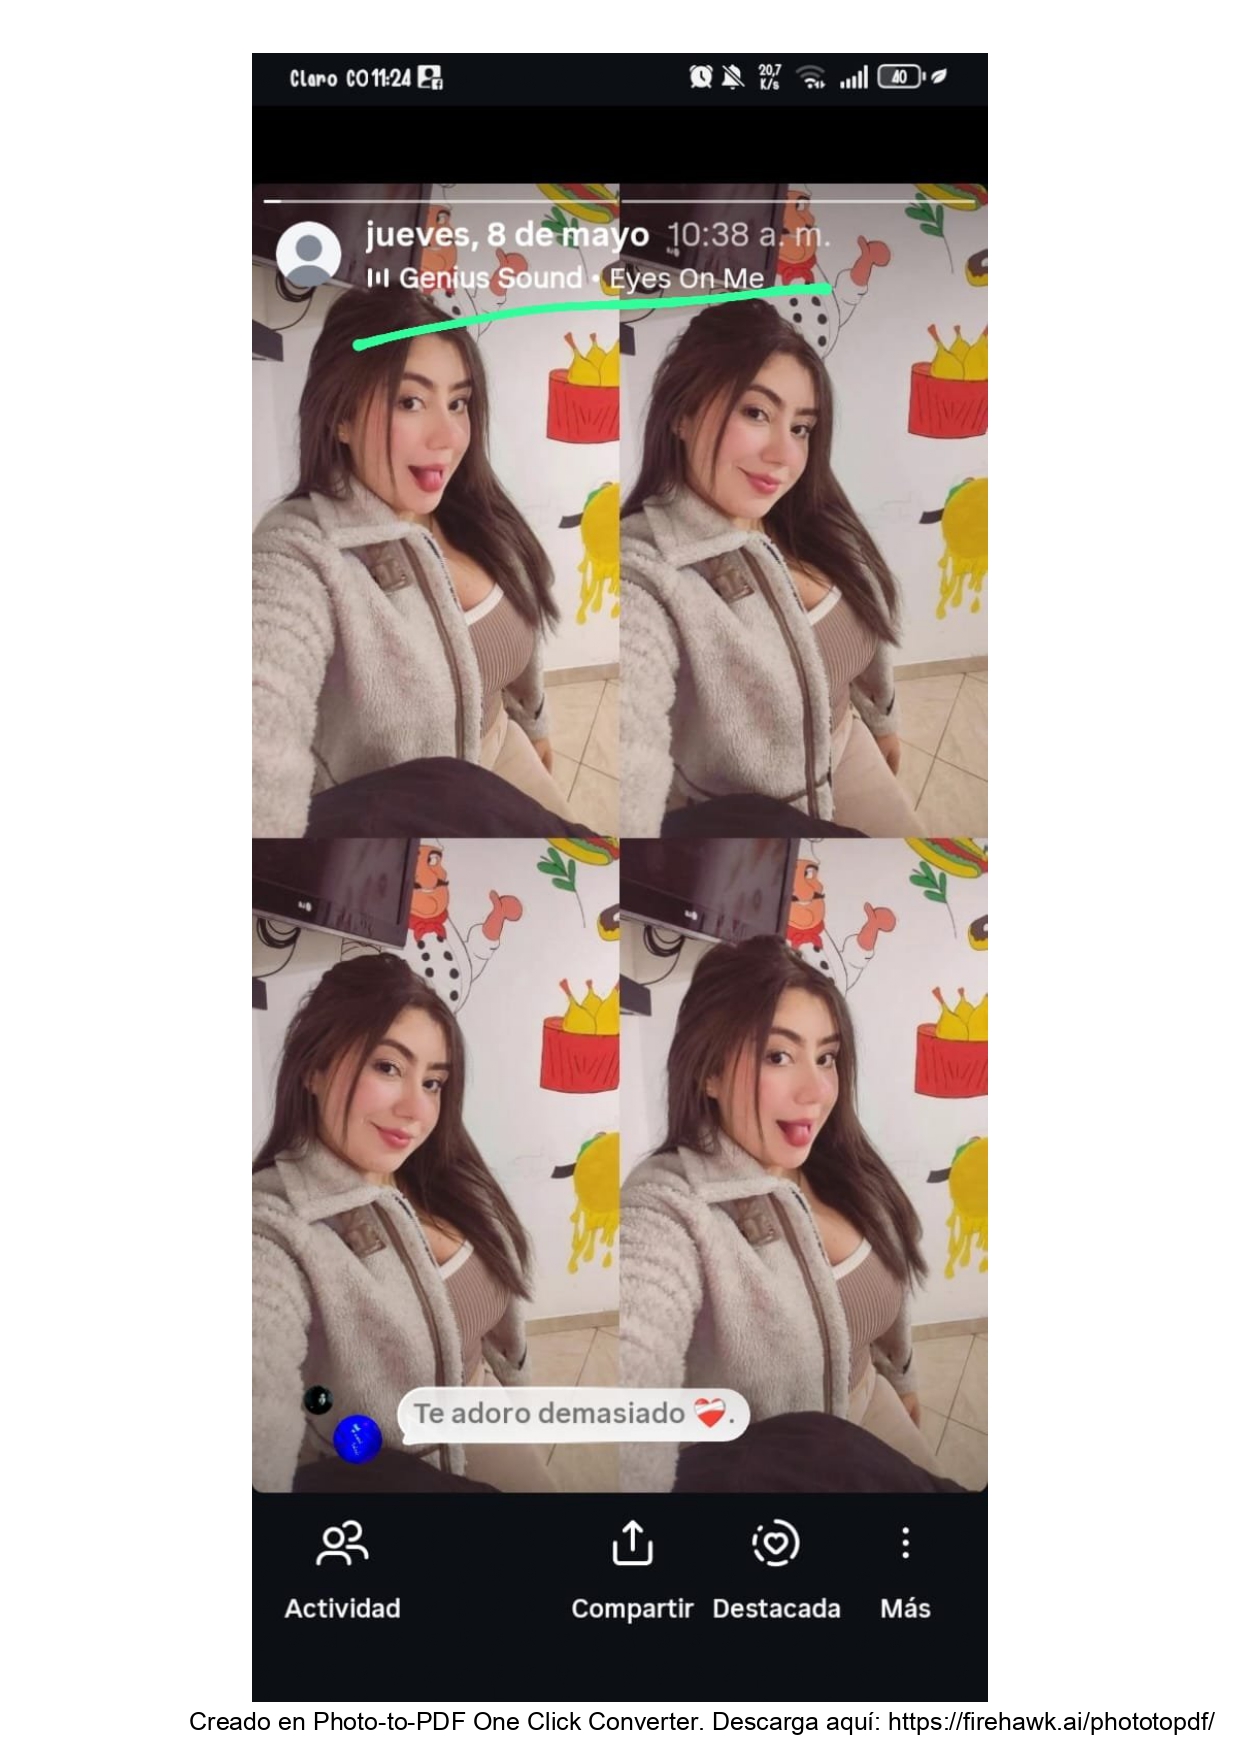 Claro CO 11:24
20,7 K/s
40
jueves, 8 de mayo 10:38 a. m.
Genius Sound • Eyes On Me
Te adoro demasiado ❤️‍🩹.
Actividad
Compartir
Destacada
Más
Creado en Photo-to-PDF One Click Converter. Descarga aquí: https://firehawk.ai/phototopdf/